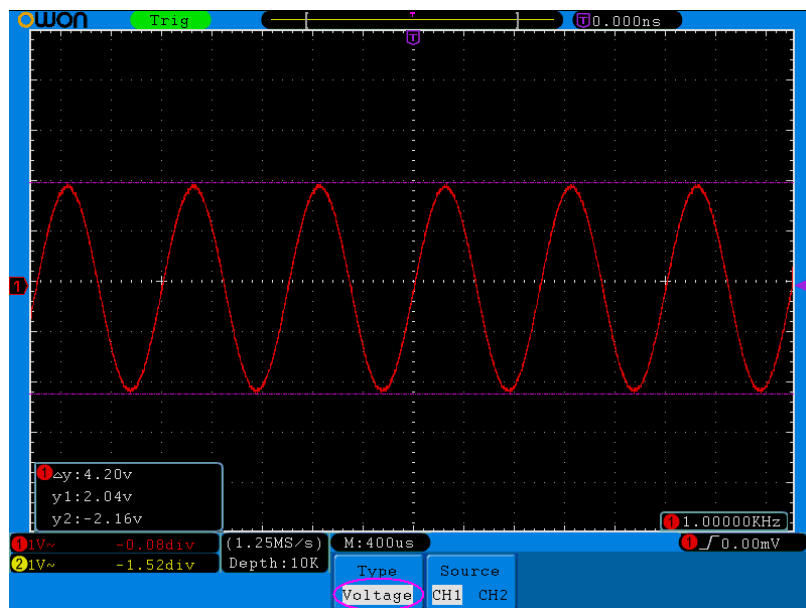 OWON Trig T 0.000ns
T
1
1 △y:4.20v
y1:2.04v
y2:-2.16v
1 1.00000KHz
1 1V~ -0.08div (1.25MS/s) M:400us 1 0.00mV
2 1V~ -1.52div Depth:10K
Type Source
Voltage CH1 CH2